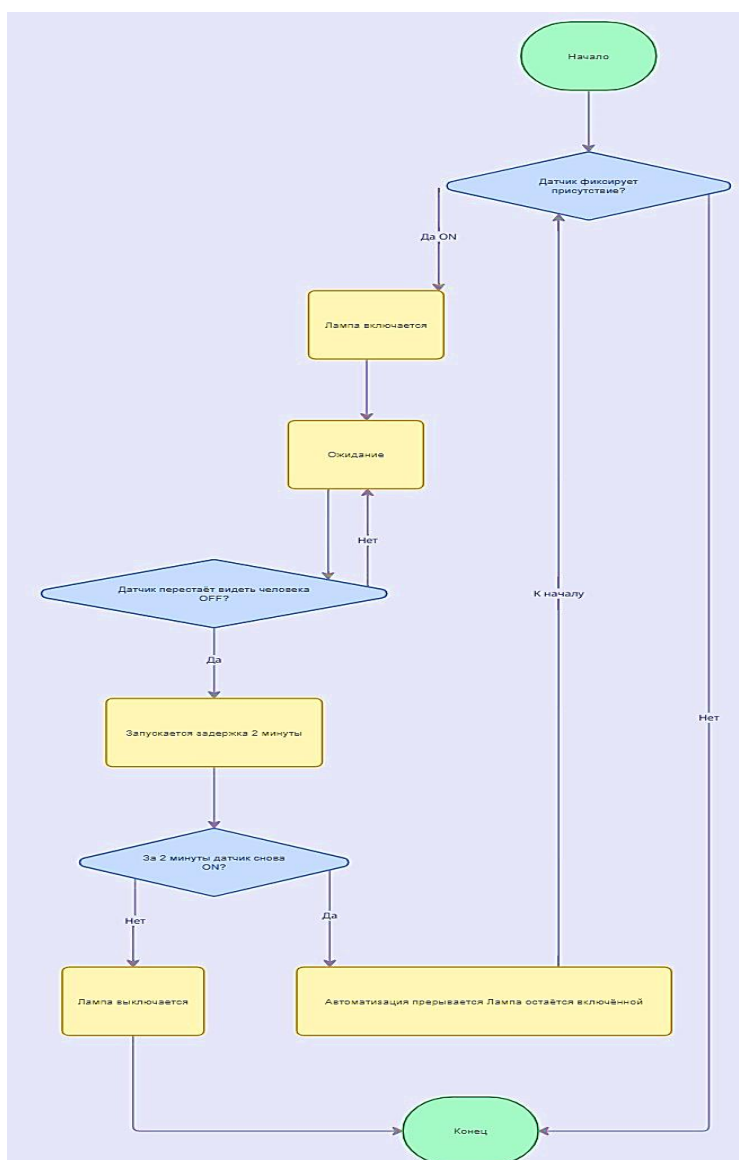 Начало
Датчик фиксирует
присутствие?
Да ON
Лампа включается
Ожидание
Нет
Датчик перестаёт видеть человека
OFF?
К началу
Да
Нет
Запускается задержка 2 минуты
За 2 минуты датчик снова
ON?
Нет
Да
Лампа выключается
Автоматизация прерывается Лампа остаётся включённой
Конец